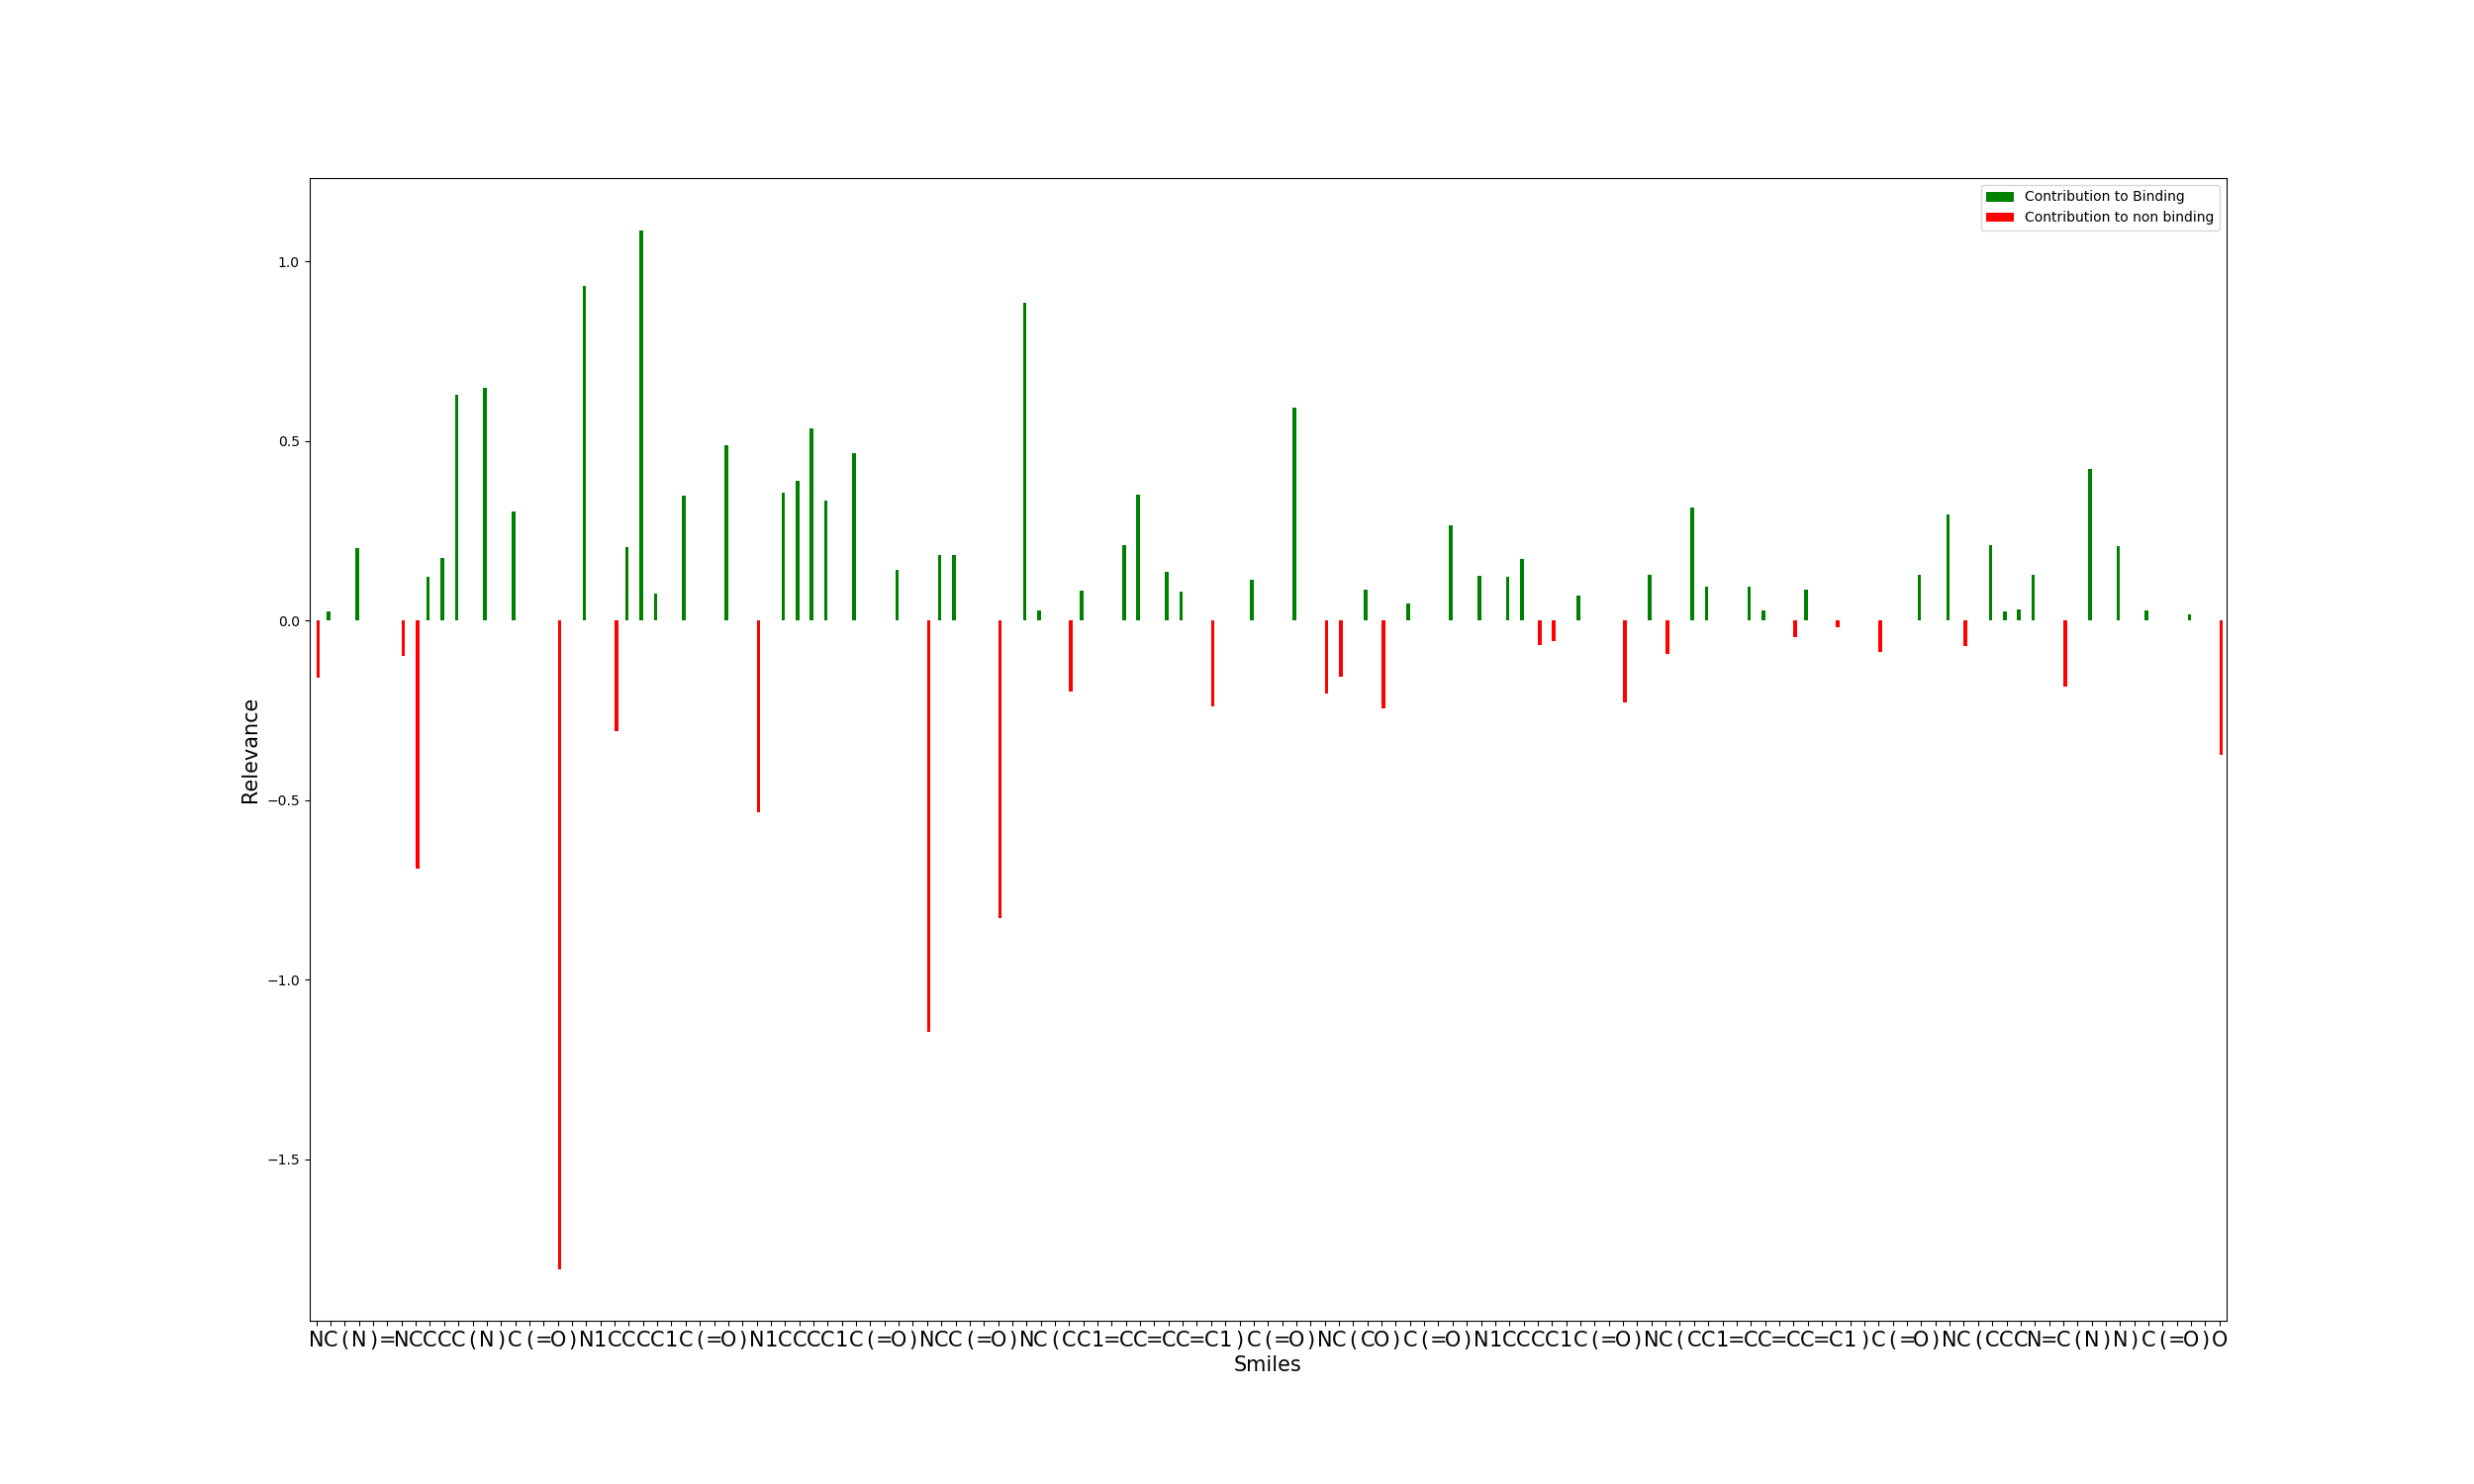 Contribution to Binding
Contribution to non binding
1.0
0.5
0.0
−0.5
−1.0
−1.5
Relevance
NC(N)=NCCCC(N)C(=O)N1CCCC1C(=O)N1CCCC1C(=O)NCC(=O)NC(CC1=CC=CC=C1)C(=O)NC(CO)C(=O)N1CCCC1C(=O)NC(CC1=CC=CC=C1)C(=O)NC(CCCN=C(N)N)C(=O)O
Smiles